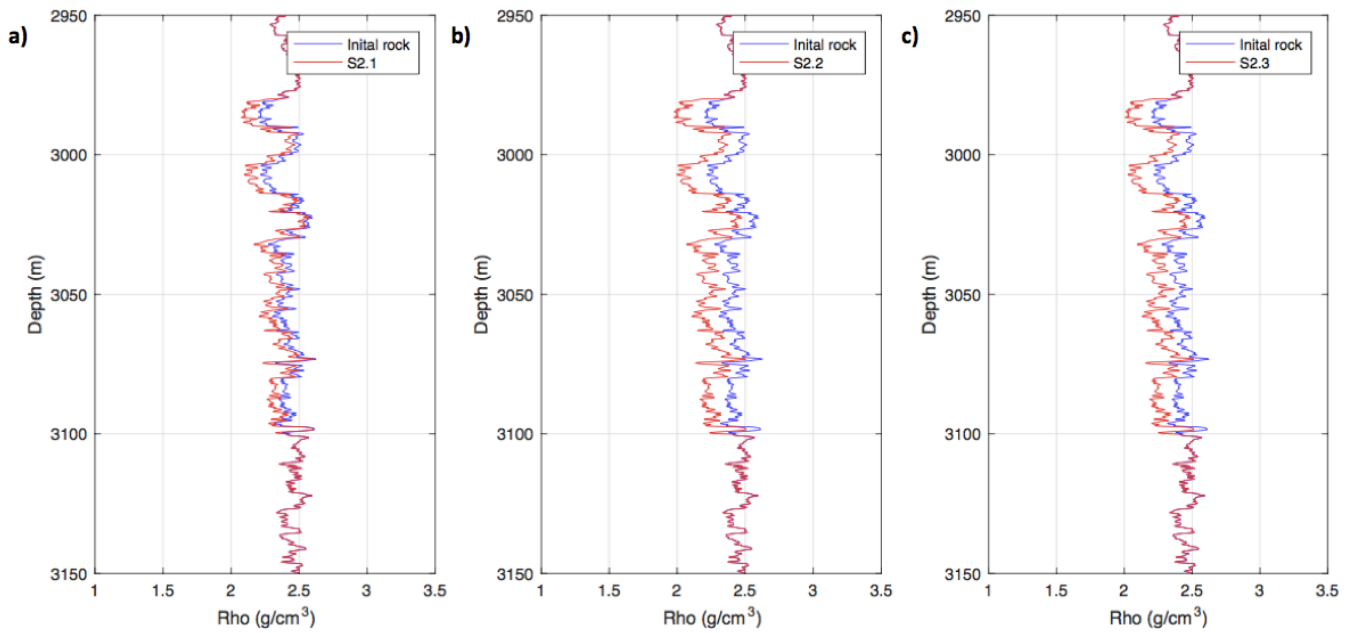 a)
2950
3000
3050
3100
3150
Depth (m)
Inital rock
S2.1
1
1.5
2
2.5
3
3.5
Rho (g/cm³)
b)
2950
3000
3050
3100
3150
Depth (m)
Inital rock
S2.2
1
1.5
2
2.5
3
3.5
Rho (g/cm³)
c)
2950
3000
3050
3100
3150
Depth (m)
Inital rock
S2.3
1
1.5
2
2.5
3
3.5
Rho (g/cm³)